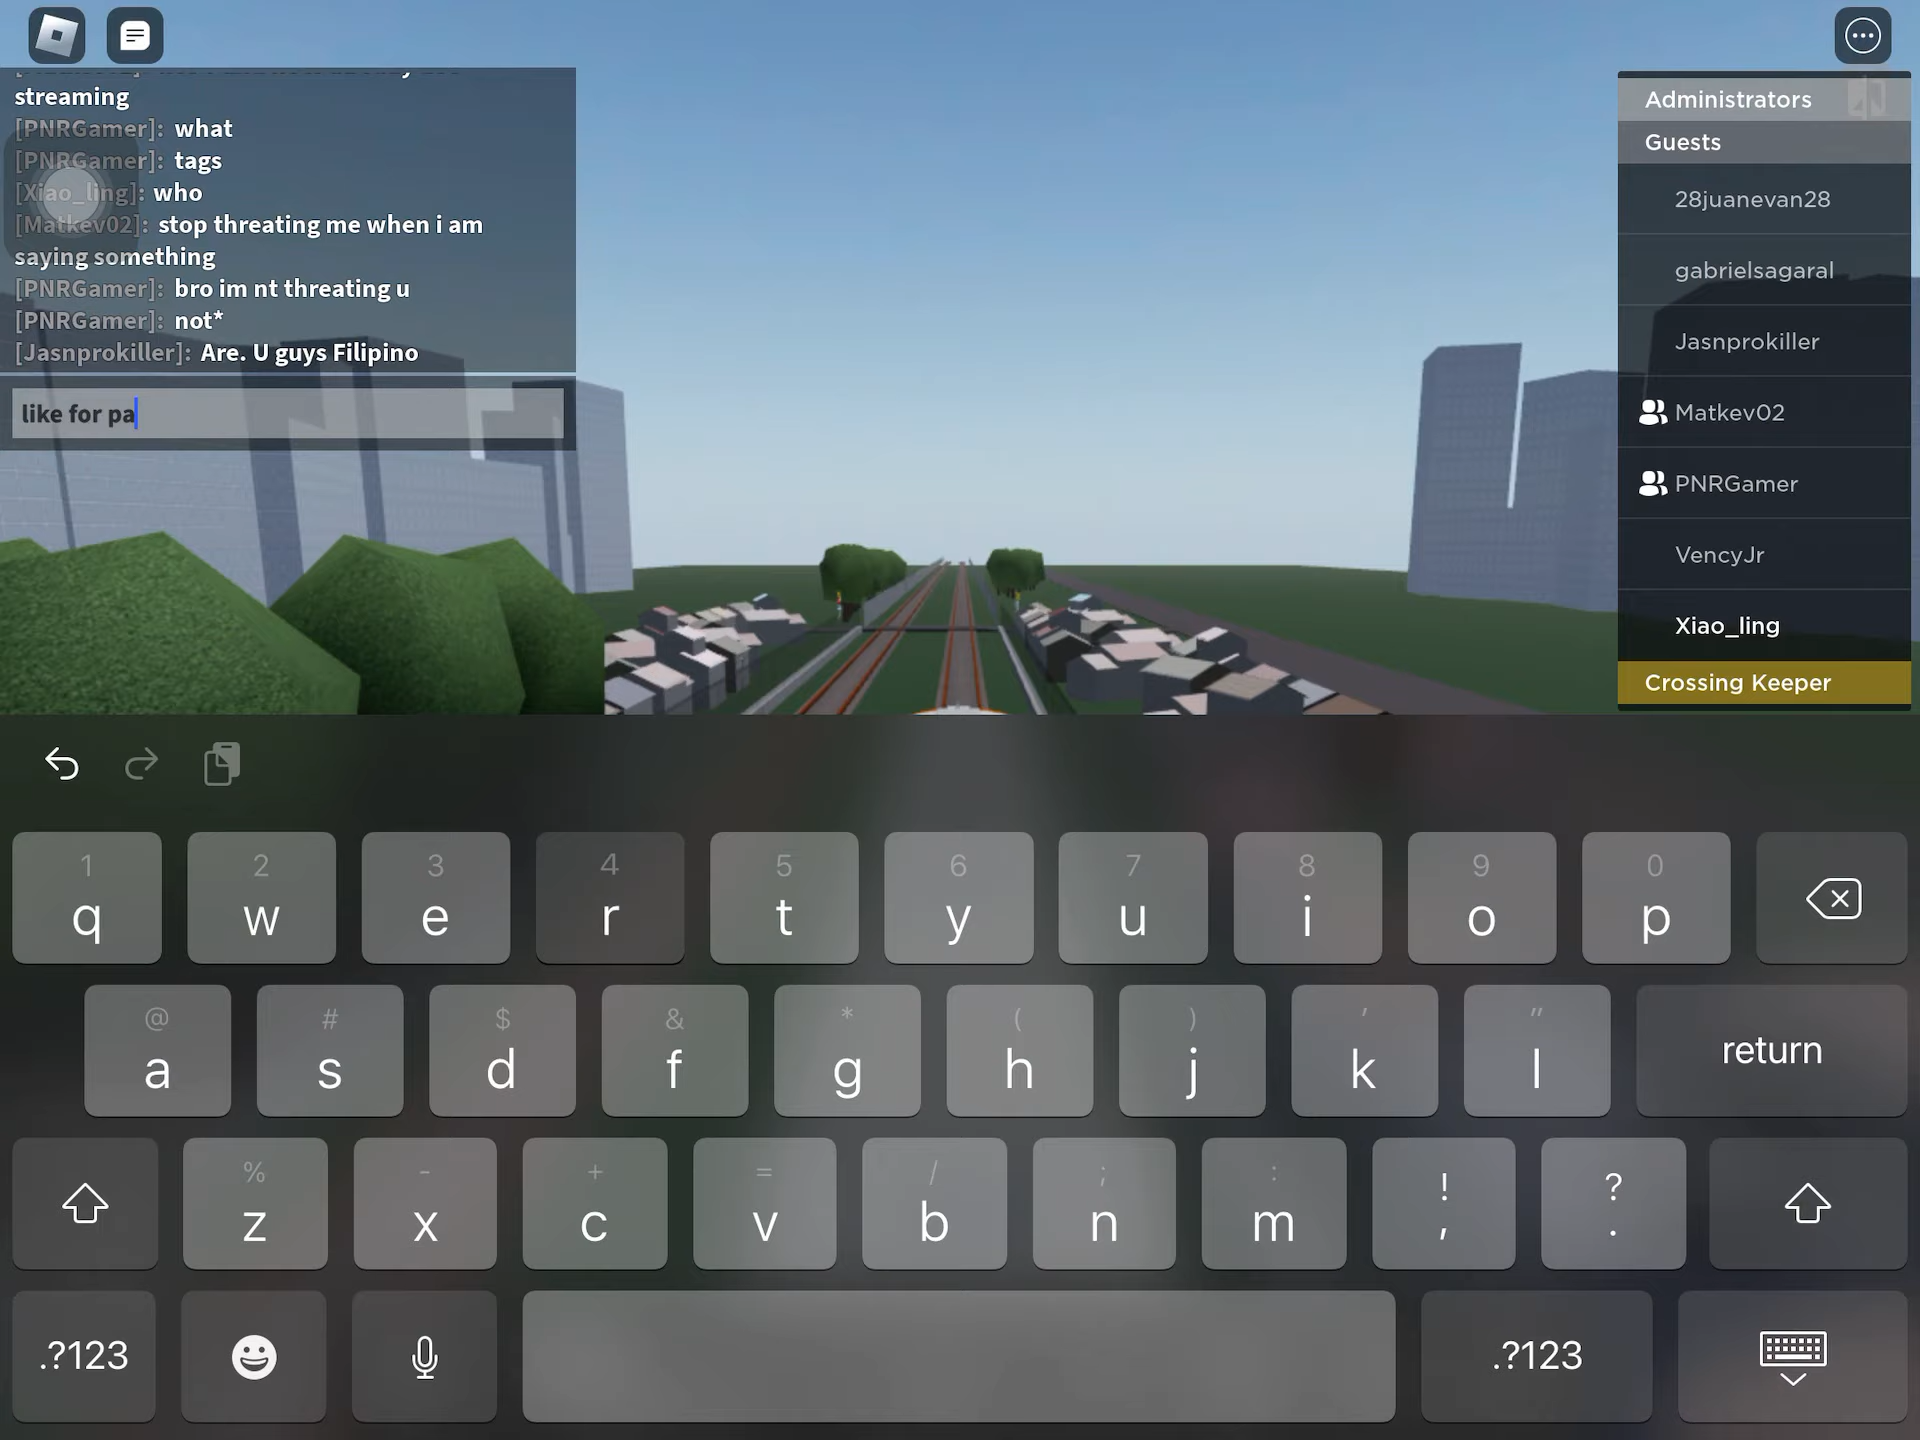 streaming
[PNRGamer]: what
[PNRGamer]: tags
[Xiao_ling]: who
[Matkev02]: stop threating me when i am
saying something
[PNRGamer]: bro im nt threating u
[PNRGamer]: not*
[Jasnprokiller]: Are. U guys Filipino
like for pa
Administrators
Guests
28juanevan28
gabrielsagaral
Jasnprokiller
Matkev02
PNRGamer
VencyJr
Xiao_ling
Crossing Keeper
1 2 3 4 5 6 7 8 9 0
q w e r t y u i o p
@ # $ & * ( ) ' "
a s d f g h j k l return
% - + = / ; : ! ?
z x c v b n m , .
.?123 .?123